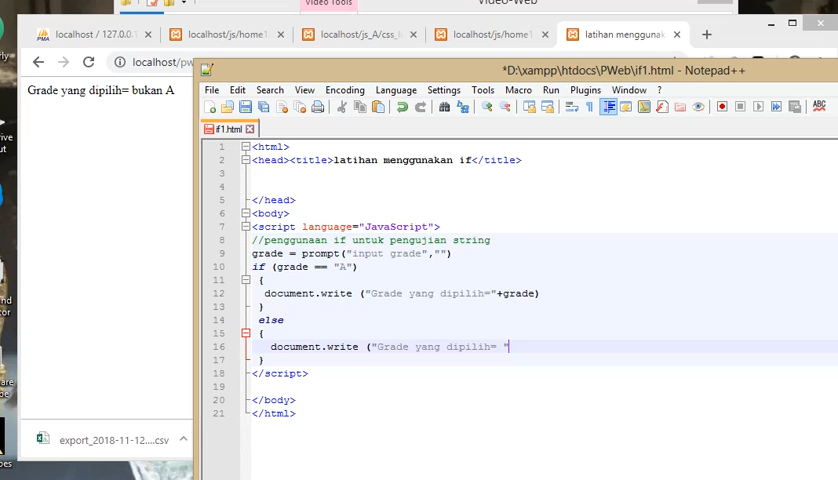 Video Tools
Video-Web
localhost / 127.0.0.1
localhost/js/home1
localhost/js_A/css_l
localhost/js/home1
latihan menggunak
localhost/pw
Grade yang dipilih= bukan A
*D:\xampp\htdocs\PWeb\if1.html - Notepad++
File Edit Search View Encoding Language Settings Tools Macro Run Plugins Window ?
if1.html
1 <html>
2 <head><title>latihan menggunakan if</title>
3
4
5 </head>
6 <body>
7 <script language="JavaScript">
8 //penggunaan if untuk pengujian string
9 grade = prompt("input grade","")
10 if (grade == "A")
11 {
12 document.write ("Grade yang dipilih="+grade)
13 }
14 else
15 {
16 document.write ("Grade yang dipilih= "
17 }
18 </script>
19
20 </body>
21 </html>
export_2018-11-12....csv